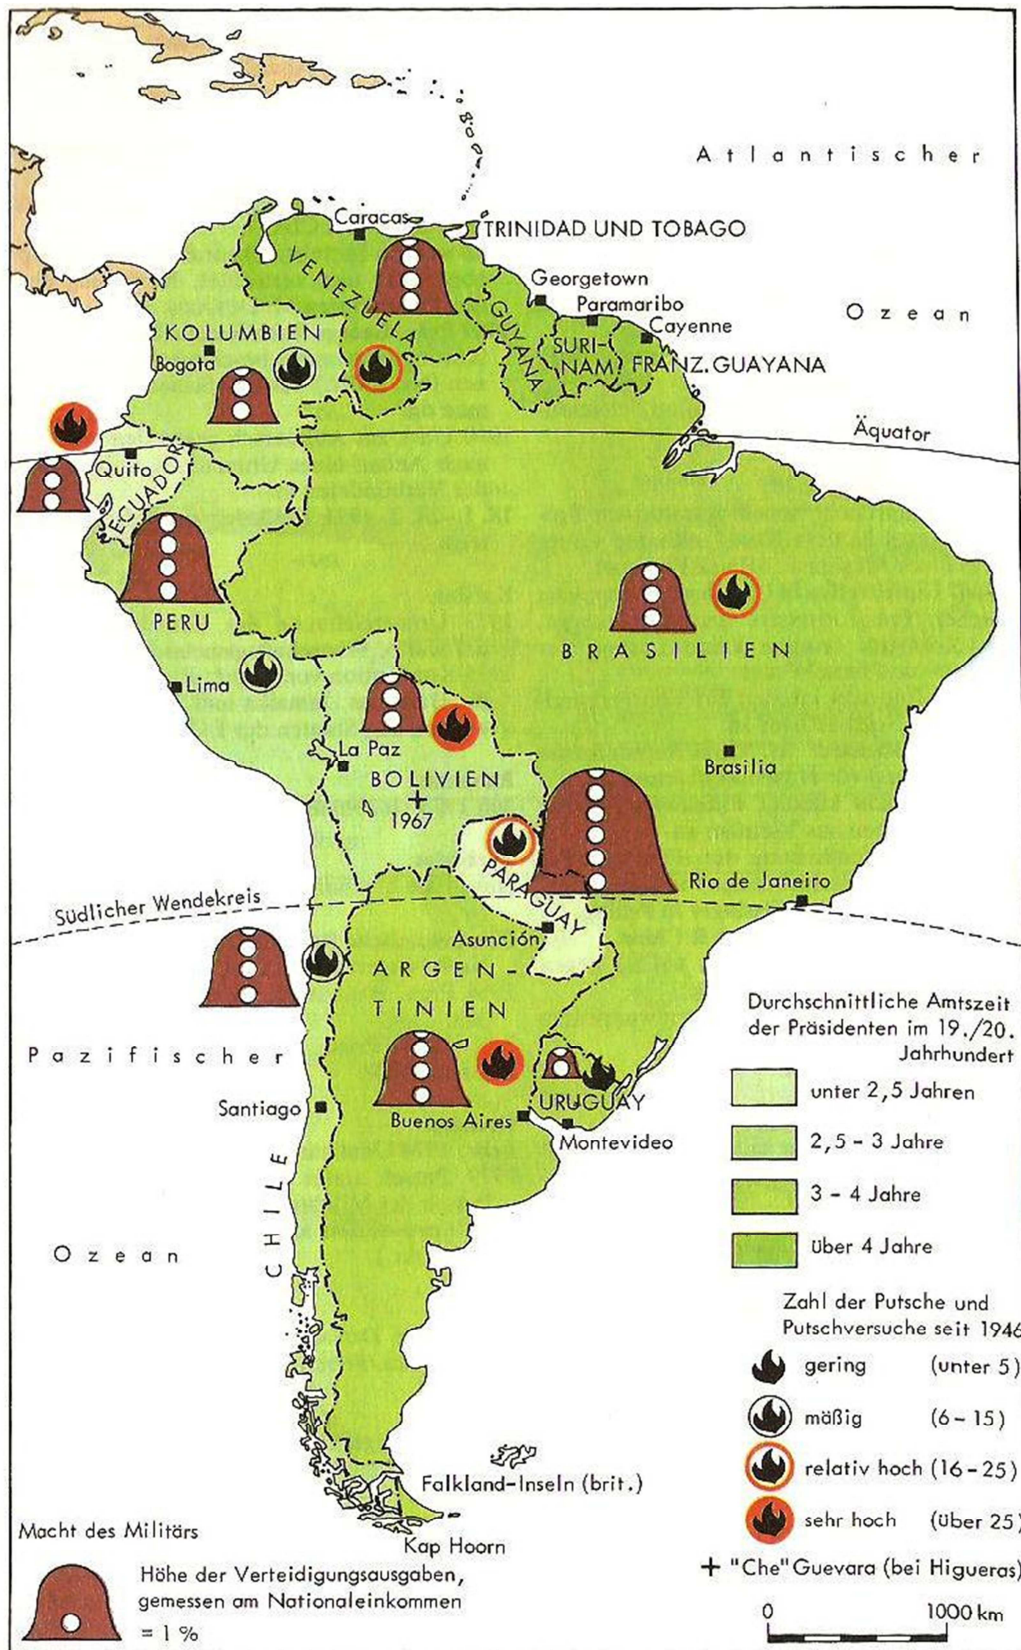 Atlantischer
Caracas
TRINIDAD UND TOBAGO
VENEZUELA
Georgetown
Paramaribo
Ozean
Cayenne
KOLUMBIEN
GUYANA
SURI-
NAM
FRANZ. GUAYANA
Bogota
Äquator
Quito
ECUADOR
PERU
BRASILIEN
Lima
La Paz
Brasilia
BOLIVIEN
1967
PARAGUAY
Rio de Janeiro
Südlicher Wendekreis
Asunción
ARGEN-
TINIEN
Pazifischer
Santiago
Buenos Aires
URUGUAY
Montevideo
CHILE
Ozean
Falkland-Inseln (brit.)
Kap Hoorn
Durchschnittliche Amtszeit
der Präsidenten im 19./20.
Jahrhundert
unter 2,5 Jahren
2,5 - 3 Jahre
3 - 4 Jahre
über 4 Jahre
Zahl der Putsche und
Putschversuche seit 1946
gering (unter 5)
mäßig (6-15)
relativ hoch (16-25)
sehr hoch (über 25)
+ "Che" Guevara (bei Higueras)
Macht des Militärs
Höhe der Verteidigungsausgaben,
gemessen am Nationaleinkommen
= 1 %
0 1000 km